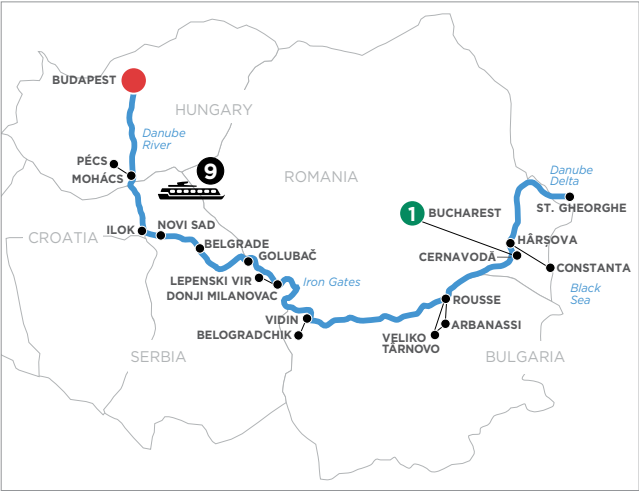 BUDAPEST
HUNGARY
Danube
River
PÉCS
MOHÁCS
9
ROMANIA
Danube
Delta
ST. GHEORGHE
1 BUCHAREST
CROATIA
ILOK
NOVI SAD
BELGRADE
GOLUBAČ
HÂRŞOVA
CERNAVODĂ
CONSTANTA
LEPENSKI VIR
DONJI MILANOVAC
Iron Gates
Black
Sea
ROUSSE
VIDIN
ARBANASSI
BELOGRADCHIK
VELIKO
TÂRNOVO
SERBIA
BULGARIA